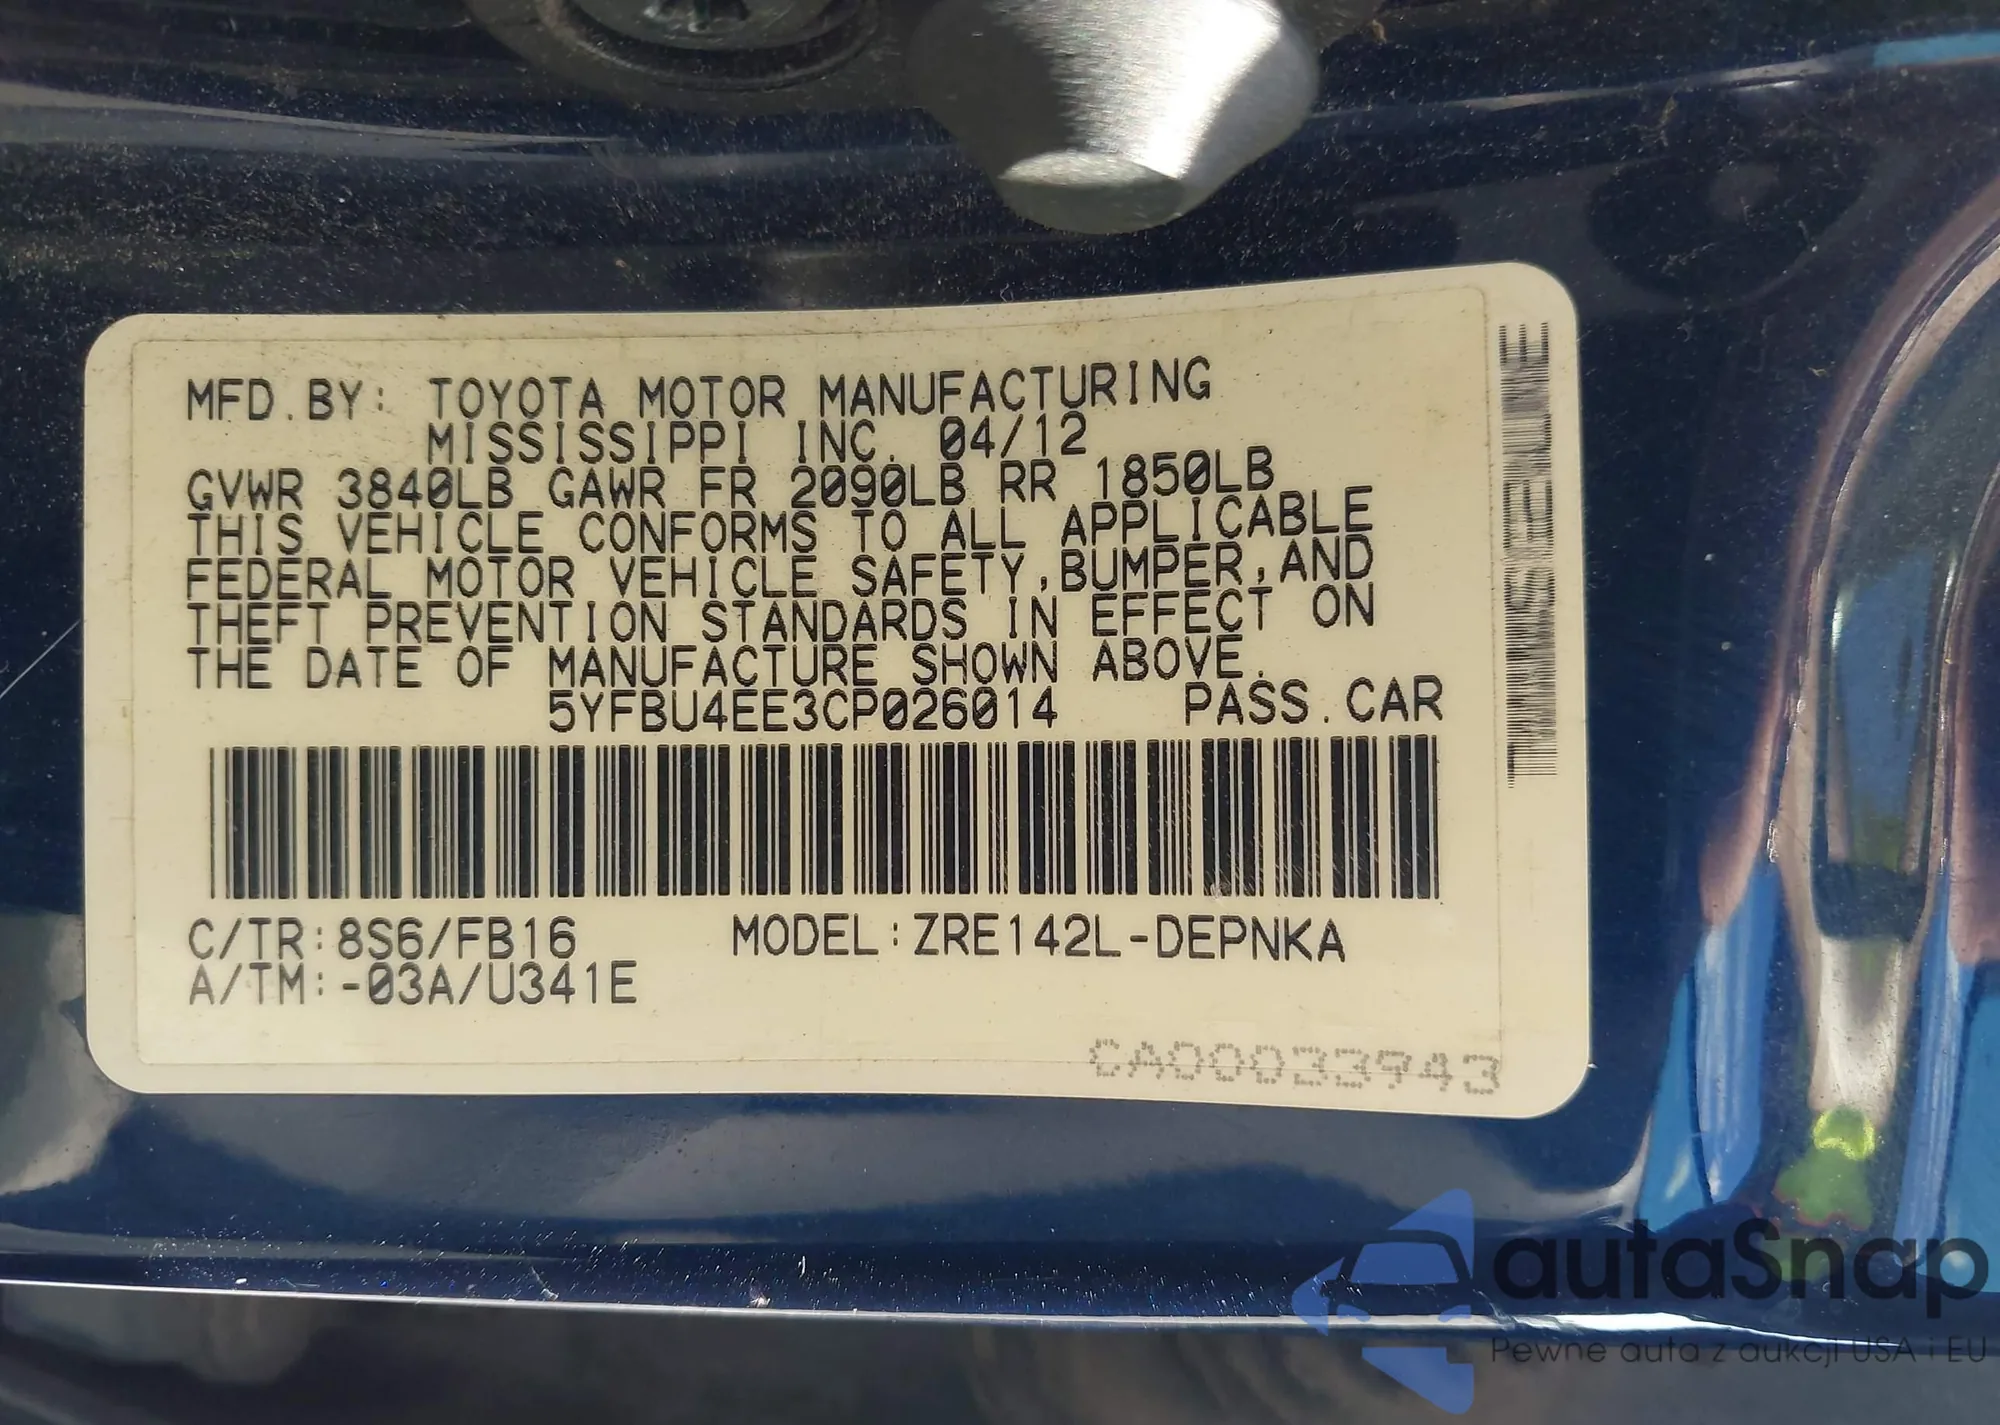 MFD.BY: TOYOTA MOTOR MANUFACTURING
MISSISSIPPI INC. 04/12
GVWR 3840LB GAWR FR 2090LB RR 1850LB
THIS VEHICLE CONFORMS TO ALL APPLICABLE
FEDERAL MOTOR VEHICLE SAFETY,BUMPER,AND
THEFT PREVENTION STANDARDS IN EFFECT ON
THE DATE OF MANUFACTURE SHOWN ABOVE.
5YFBU4EE3CP026014 PASS.CAR
C/TR:8S6/FB16 MODEL:ZRE142L-DEPNKA
A/TM:-03A/U341E
CA00033943
autaSnap
Pewne auta z aukcji USA i EU